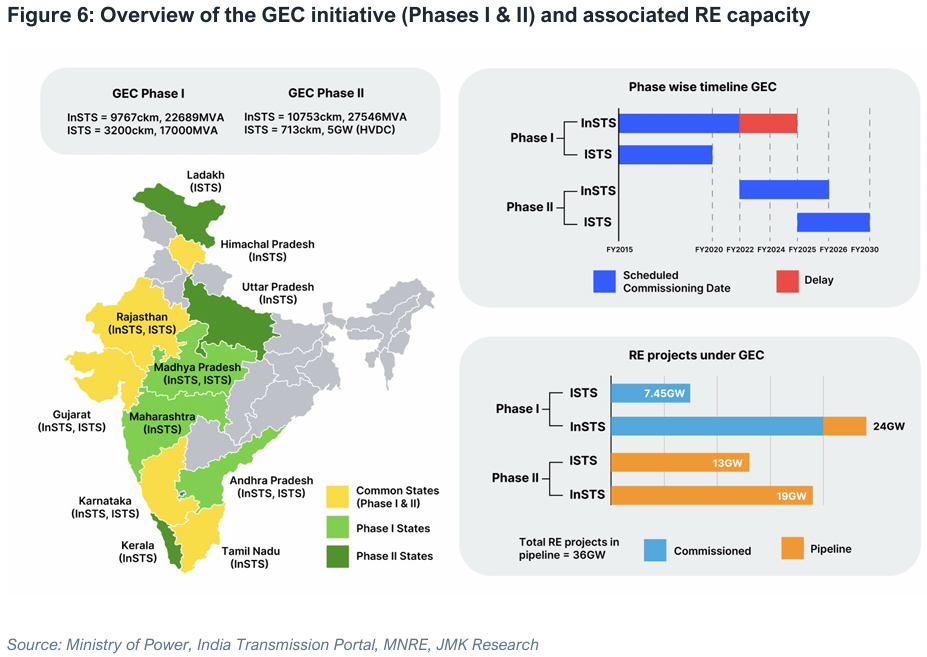 Figure 6: Overview of the GEC initiative (Phases I & II) and associated RE capacity
GEC Phase I
InSTS = 9767ckm, 22689MVA
ISTS = 3200ckm, 17000MVA
GEC Phase II
InSTS = 10753ckm, 27546MVA
ISTS = 713ckm, 5GW (HVDC)
Ladakh
(ISTS)
Himachal Pradesh
(InSTS)
Uttar Pradesh
(InSTS)
Rajasthan
(InSTS, ISTS)
Madhya Pradesh
(InSTS, ISTS)
Gujarat
(InSTS, ISTS)
Maharashtra
(InSTS)
Andhra Pradesh
(InSTS, ISTS)
Karnataka
(InSTS, ISTS)
Kerala
(InSTS)
Tamil Nadu
(InSTS)
Common States
(Phase I & II)
Phase I States
Phase II States
Phase wise timeline GEC
Phase I
InSTS
ISTS
Phase II
InSTS
ISTS
FY2015
FY2020
FY2022
FY2024
FY2025
FY2026
FY2030
Scheduled
Commissioning Date
Delay
RE projects under GEC
Phase I
ISTS
7.45GW
InSTS
24GW
Phase II
ISTS
13GW
InSTS
19GW
Total RE projects in
pipeline = 36GW
Commissioned
Pipeline
Source: Ministry of Power, India Transmission Portal, MNRE, JMK Research